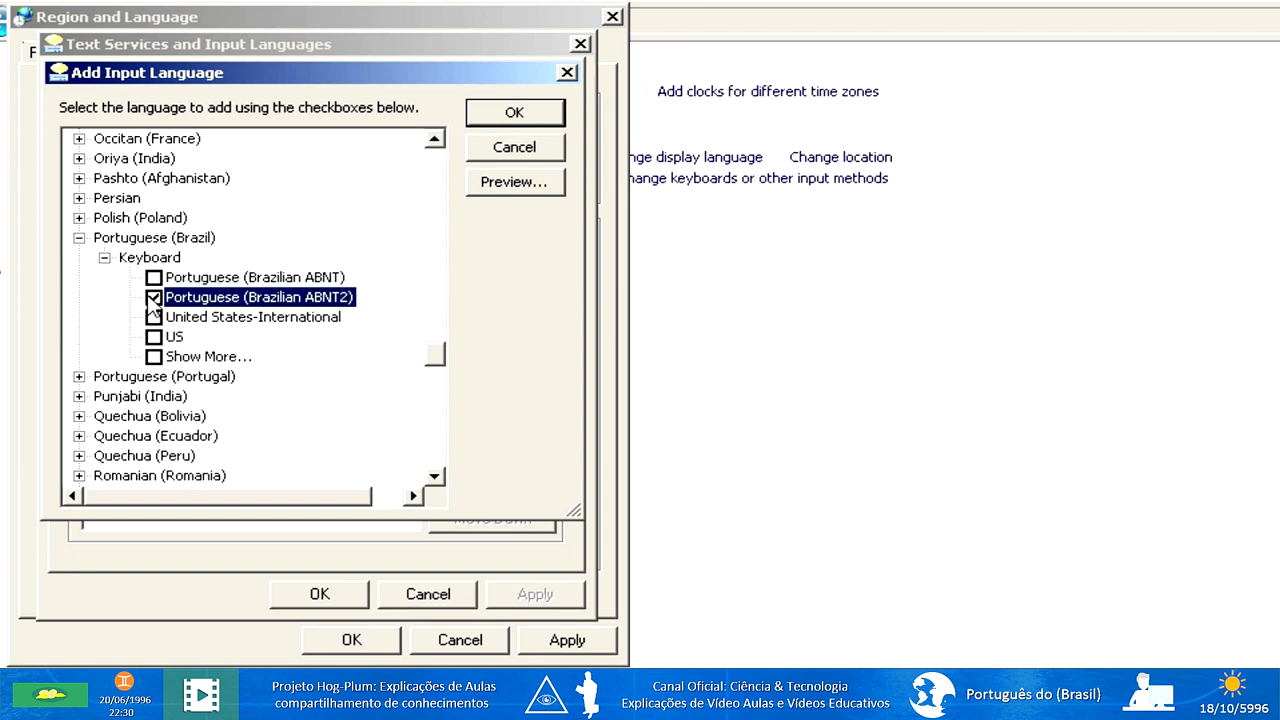 Region and Language
Text Services and Input Languages
F
Add Input Language
Select the language to add using the checkboxes below.
OK
Cancel
Preview...
Occitan (France)
Oriya (India)
Pashto (Afghanistan)
Persian
Polish (Poland)
Portuguese (Brazil)
Keyboard
Portuguese (Brazilian ABNT)
Portuguese (Brazilian ABNT2)
United States-International
US
Show More...
Portuguese (Portugal)
Punjabi (India)
Quechua (Bolivia)
Quechua (Ecuador)
Quechua (Peru)
Romanian (Romania)
Add clocks for different time zones
nge display language Change location
hange keyboards or other input methods
OK Cancel Apply
OK Cancel Apply
20/06/1996
22:30
Projeto Hog-Plum: Explicações de Aulas
compartilhamento de conhecimentos
Canal Oficial: Ciência & Tecnologia
Explicações de Vídeo Aulas e Vídeos Educativos
Português do (Brasil)
18/10/5996